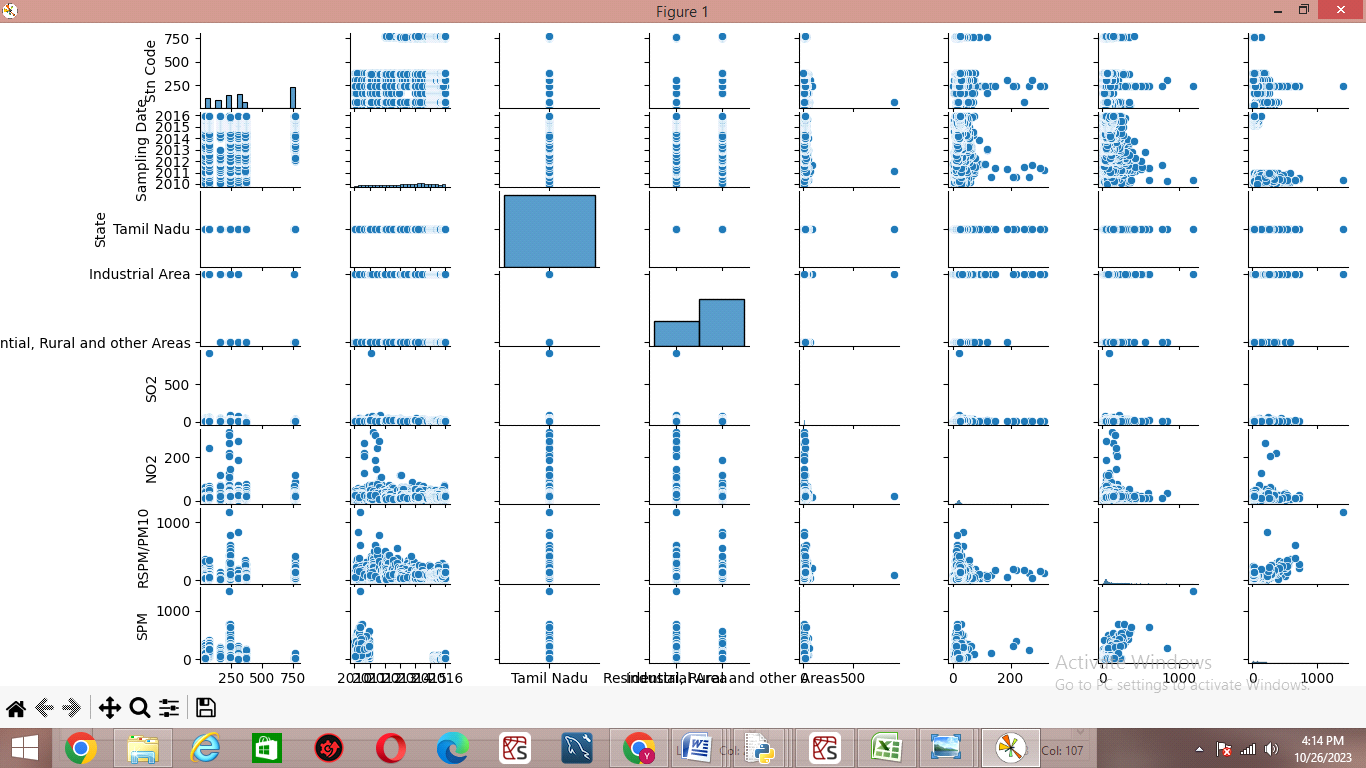 Figure 1
Stn Code
750
500
250
Sampling Date
2016
2015
2014
2013
2012
2011
2010
State
Tamil Nadu
Industrial Area
ntial, Rural and other Areas
SO2
500
0
NO2
200
0
RSPM/PM10
1000
0
SPM
1000
0
250 500 750
Tamil Nadu
0 500
0 200
0 1000
0 1000
Activate Windows
Go to PC settings to activate Windows.
Col: 107
4:14 PM
10/26/2023